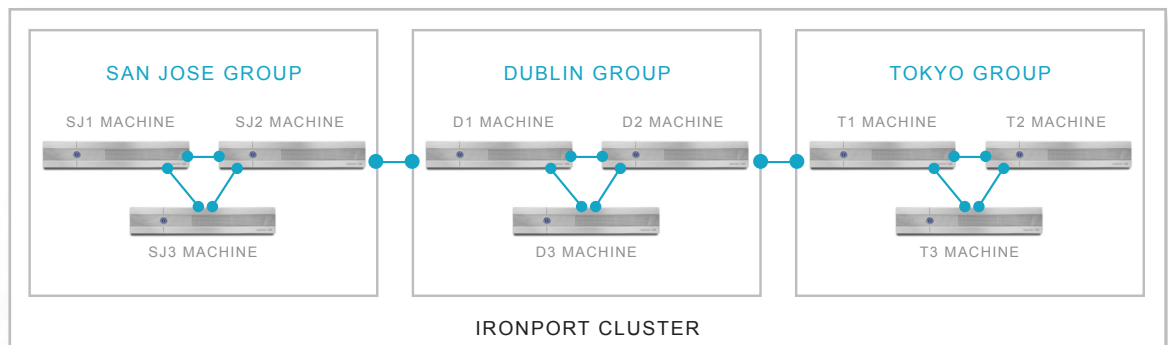 SAN JOSE GROUP
SJ1 MACHINE
SJ2 MACHINE
SJ3 MACHINE
DUBLIN GROUP
D1 MACHINE
D2 MACHINE
D3 MACHINE
TOKYO GROUP
T1 MACHINE
T2 MACHINE
T3 MACHINE
IRONPORT CLUSTER